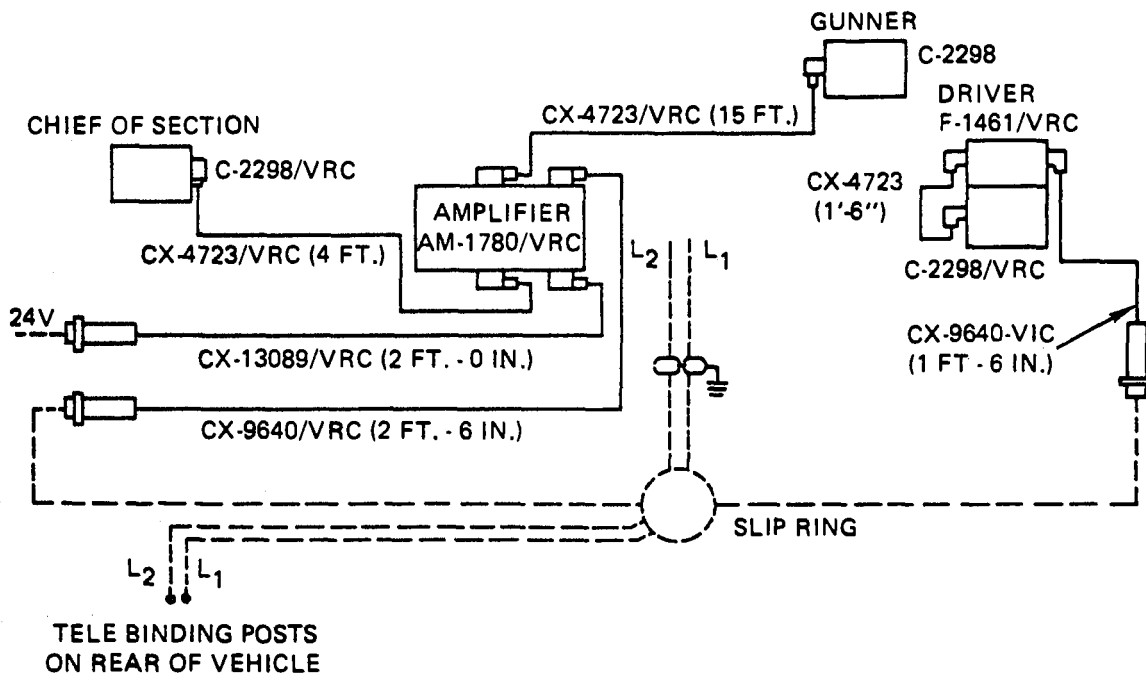 GUNNER
C-2298
DRIVER
F-1461/VRC
CX-4723/VRC (15 FT.)
CHIEF OF SECTION
C-2298/VRC
CX-4723
(1'-6")
AMPLIFIER
AM-1780/VRC
L2
L1
CX-4723/VRC (4 FT.)
C-2298/VRC
24V
CX-13089/VRC (2 FT. - 0 IN.)
CX-9640-VIC
(1 FT - 6 IN.)
CX-9640/VRC (2 FT. - 6 IN.)
SLIP RING
L2
L1
TELE BINDING POSTS
ON REAR OF VEHICLE